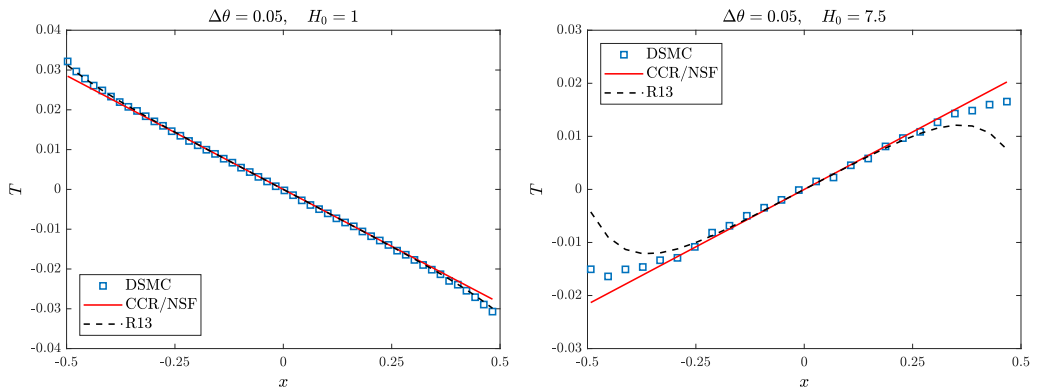 Δθ = 0.05, H₀ = 1
T
0.04
0.03
0.02
0.01
0
-0.01
-0.02
-0.03
-0.04
DSMC
CCR/NSF
R13
-0.5
-0.25
0
0.25
0.5
x
Δθ = 0.05, H₀ = 7.5
T
0.03
0.02
0.01
0
-0.01
-0.02
-0.03
DSMC
CCR/NSF
R13
-0.5
-0.25
0
0.25
0.5
x